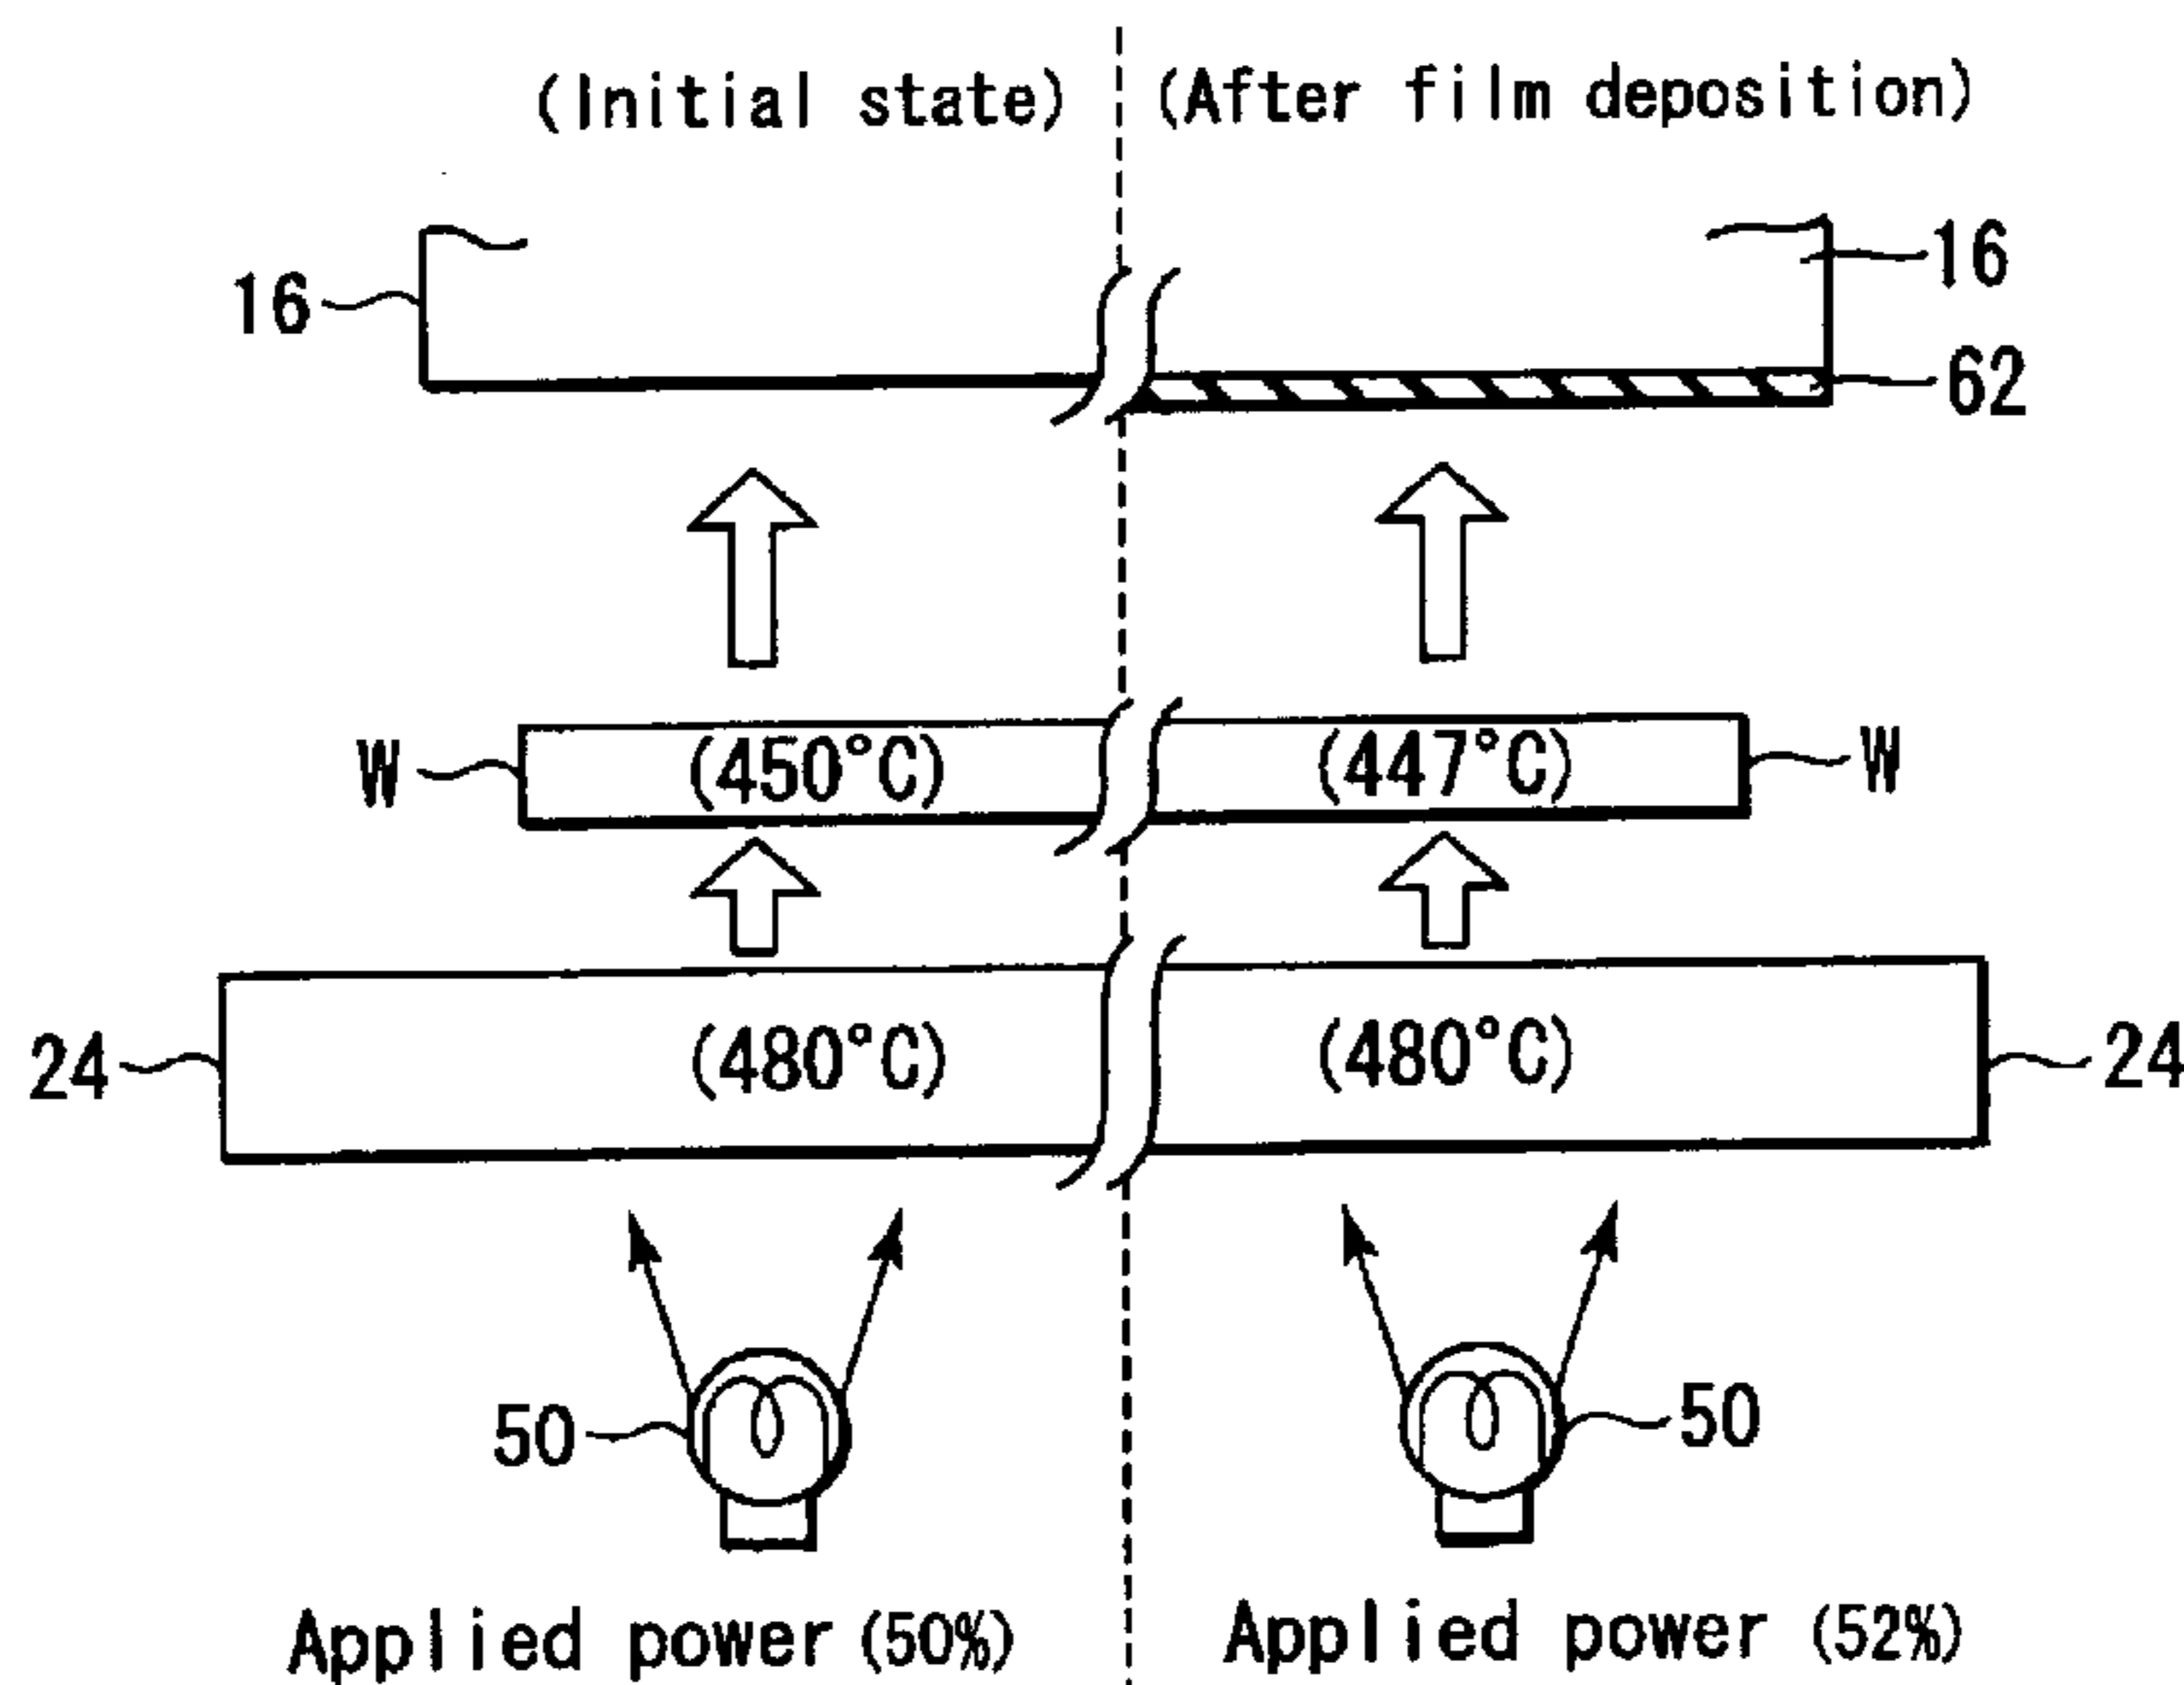 (Initial state) (After film deposition)
16 16
62
W (450°C) (447°C) W
24 (480°C) (480°C) 24
50 50
Applied power (50%) Applied power (52%)